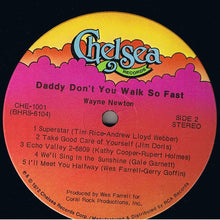 Chelsea
RECORDS
Daddy Don't You Walk So Fast
Wayne Newton
CHE-1001
(BHRS-6104)
SIDE 2
STEREO
1 Superstar (Tim Rice-Andrew Lloyd Webber)
2 Take Good Care of Yourself (Jim Doris)
3 Echo Valley 2-6809 (Kathy Cooper-Rupert Holmes)
4 We'll Sing in the Sunshine (Gale Garnett)
5 I'll Meet You Halfway (Wes Farrell-Gerry Goffin)
Produced by Wes Farrell for
Coral Rock Productions, Inc.